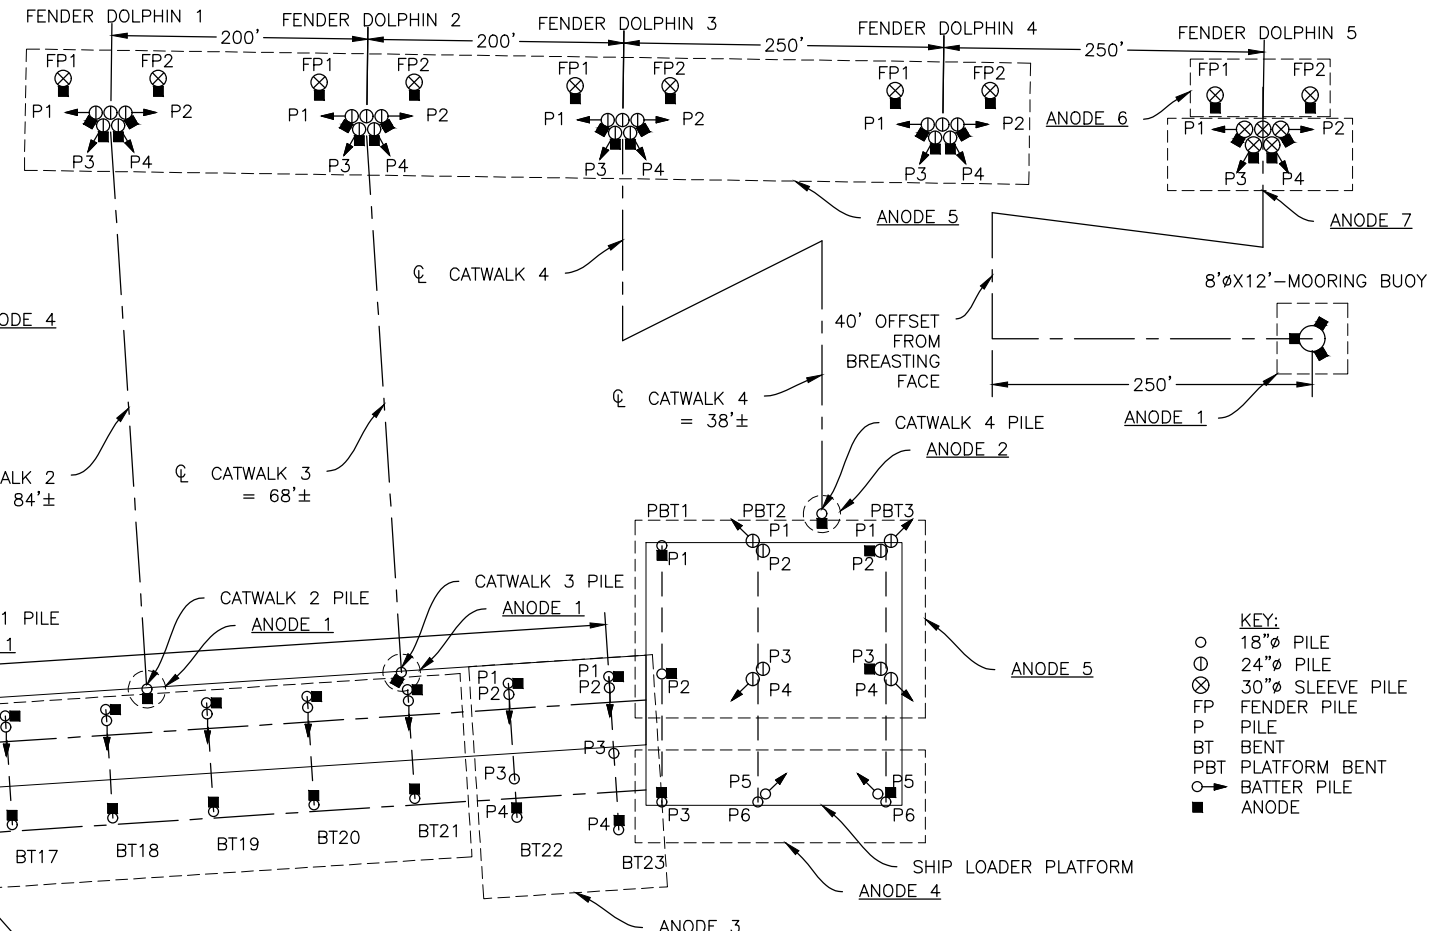 FENDER DOLPHIN 1
FENDER DOLPHIN 2
FENDER DOLPHIN 3
FENDER DOLPHIN 4
FENDER DOLPHIN 5
200'
200'
250'
250'
FP1
FP2
P1
P2
P3
P4
FP1
FP2
P1
P2
P3
P4
FP1
FP2
P1
P2
P3
P4
FP1
FP2
P1
P2
P3
P4
FP1
FP2
P1
P2
P3
P4
ANODE 6
ANODE 5
ANODE 7
℄ CATWALK 4
8'øX12'-MOORING BUOY
ODE 4
40' OFFSET
FROM
BREASTING
FACE
250'
ANODE 1
℄ CATWALK 4
= 38'±
CATWALK 4 PILE
ANODE 2
ALK 2
84'±
℄ CATWALK 3
= 68'±
PBT1
PBT2
PBT3
P1
P1
P1
P2
P2
P2
P3
P3
P4
P4
P5
P5
P3
P6
P6
ANODE 5
CATWALK 3 PILE
ANODE 1
CATWALK 2 PILE
ANODE 1
1 PILE
1
P1
P2
P3
P4
P1
P2
P3
P4
BT17
BT18
BT19
BT20
BT21
BT22
BT23
SHIP LOADER PLATFORM
ANODE 4
ANODE 3
KEY:
18"ø PILE
24"ø PILE
30"ø SLEEVE PILE
FP FENDER PILE
P PILE
BT BENT
PBT PLATFORM BENT
BATTER PILE
ANODE